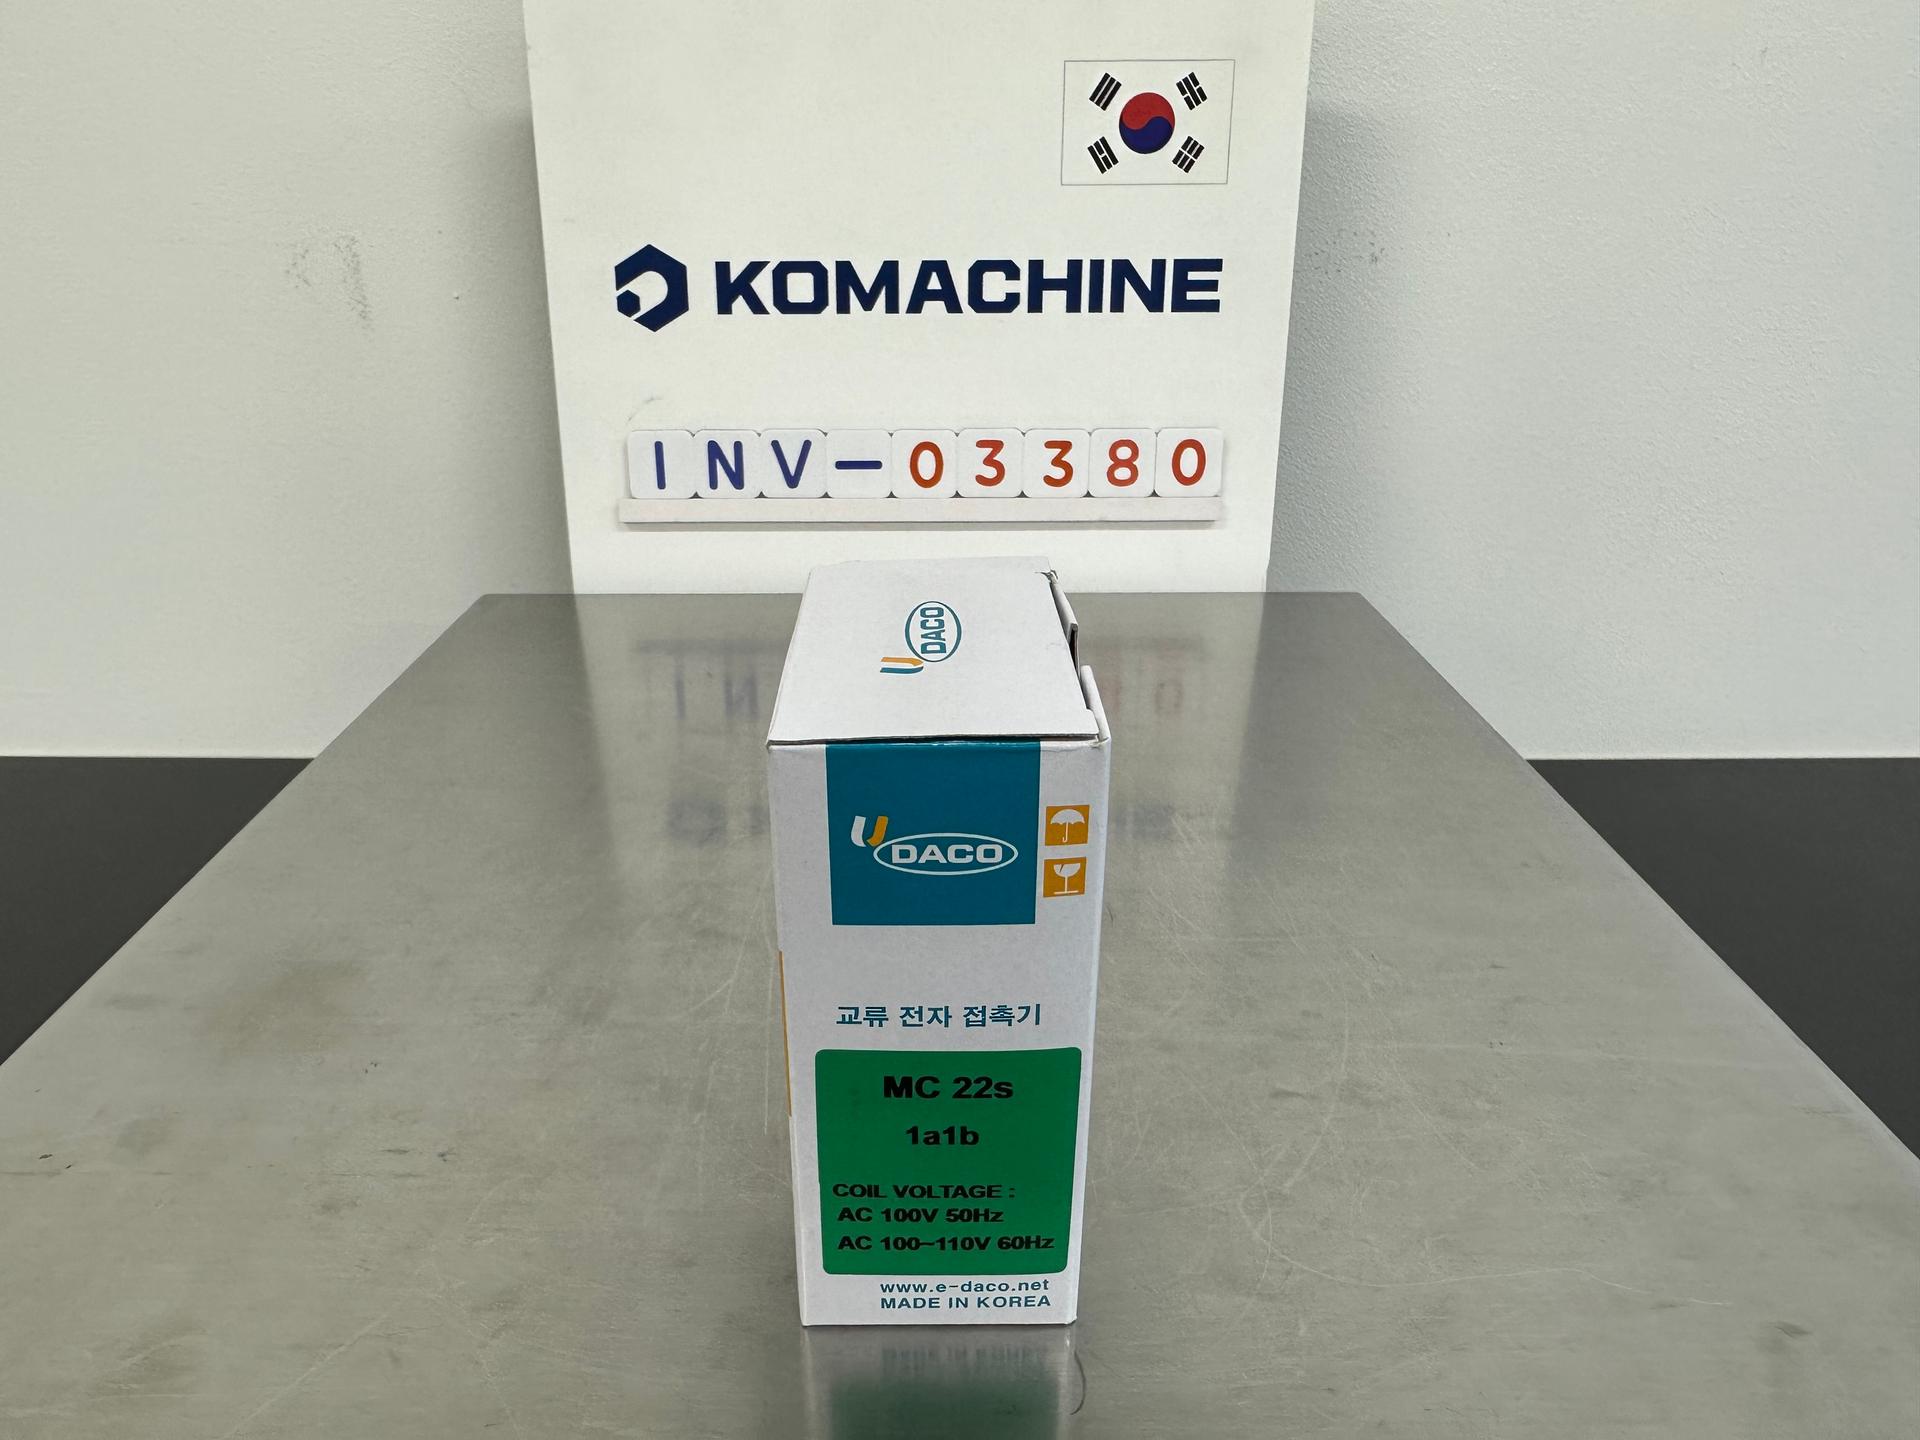 KOMACHINE
INV-03380
DACO
DACO
교류 전자 접촉기
MC 22s
1a1b
COIL VOLTAGE :
AC 100V 50Hz
AC 100~110V 60Hz
www.e-daco.net
MADE IN KOREA